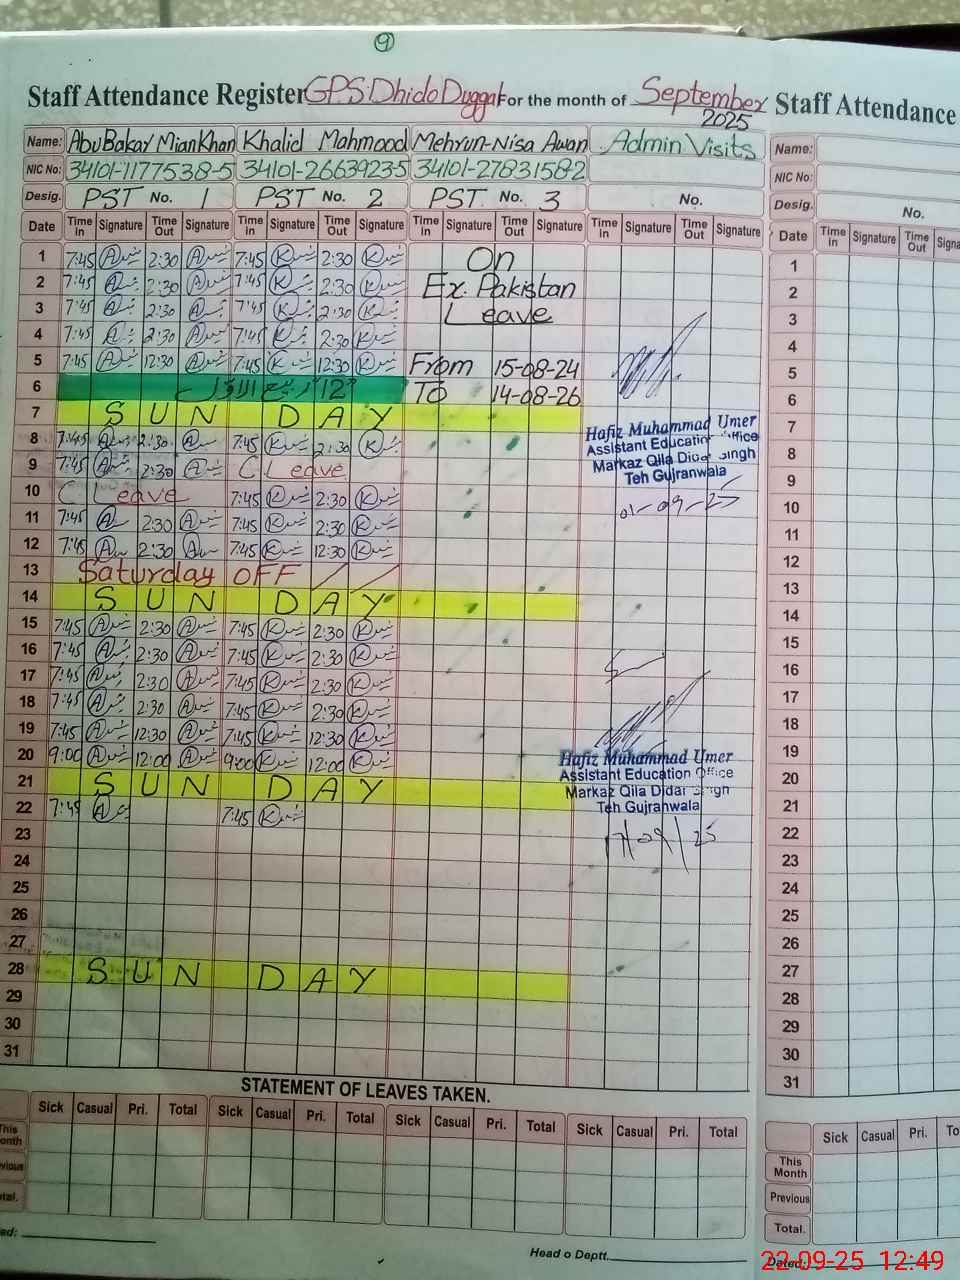 9
Staff Attendance Register GPS. Dhido Duggal For the month of September 2025
Name: AbuBakar MianKhan Khalid Mahmood Mehrun-Nisa Awan Admin Visits
NIC No: 34101-1177538-5 34101-2663923-5 34101-2783158-2
Desig. PST No. 1 PST No. 2 PST No. 3 No.
Date Time In Signature Time Out Signature Time In Signature Time Out Signature Time In Signature Time Out Signature Time In Signature Time Out Signature
1 7:45 A 2:30 A 7:45 K 2:30 K On
2 7:45 A 2:30 A 7:45 K 2:30 K Ex. Pakistan
3 7:45 A 2:30 A 7:45 K 2:30 K Leave
4 7:45 A 2:30 A 7:45 K 2:30 K
5 7:45 A 12:30 A 7:45 K 12:30 K From 15-08-24
6 12 ربیع الاوّل TO 14-08-26
7 SUNDAY
8 7:45 A 2:30 A 7:45 K 2:30 K
9 7:45 A 2:30 A C Leave
10 C Leave 7:45 K 2:30 K
11 7:45 A 2:30 A 7:45 K 2:30 K
12 7:45 A 2:30 A 7:45 K 12:30 K
13 Saturday OFF
14 SUNDAY
15 7:45 A 2:30 A 7:45 K 2:30 K
16 7:45 A 2:30 A 7:45 K 2:30 K
17 7:45 A 2:30 A 7:45 K 2:30 K
18 7:45 A 2:30 A 7:45 K 2:30 K
19 7:45 A 12:30 A 7:45 K 12:30 K
20 9:00 A 12:00 A 9:00 K 12:00 K
21 SUNDAY
22 7:45 A 7:45 K
23
24
25
26
27
28 SUNDAY
29
30
31
Hafiz Muhammad Umer
Assistant Education Office
Markaz Qila Didar Singh
Teh Gujranwala
01-09-25
Hafiz Muhammad Umer
Assistant Education Office
Markaz Qila Didar Singh
Teh Gujranwala
17/09/25
STATEMENT OF LEAVES TAKEN.
Sick Casual Pri. Total Sick Casual Pri. Total Sick Casual Pri. Total Sick Casual Pri. Total
Head o Deptt.
Staff Attendance
Name:
NIC No:
Desig.
No.
Date Time In Signature Time Out
1
2
3
4
5
6
7
8
9
10
11
12
13
14
15
16
17
18
19
20
21
22
23
24
25
26
27
28
29
30
31
Sick Casual Pri.
This Month
Previous
Total.
Dated:
22-09-25 12:49